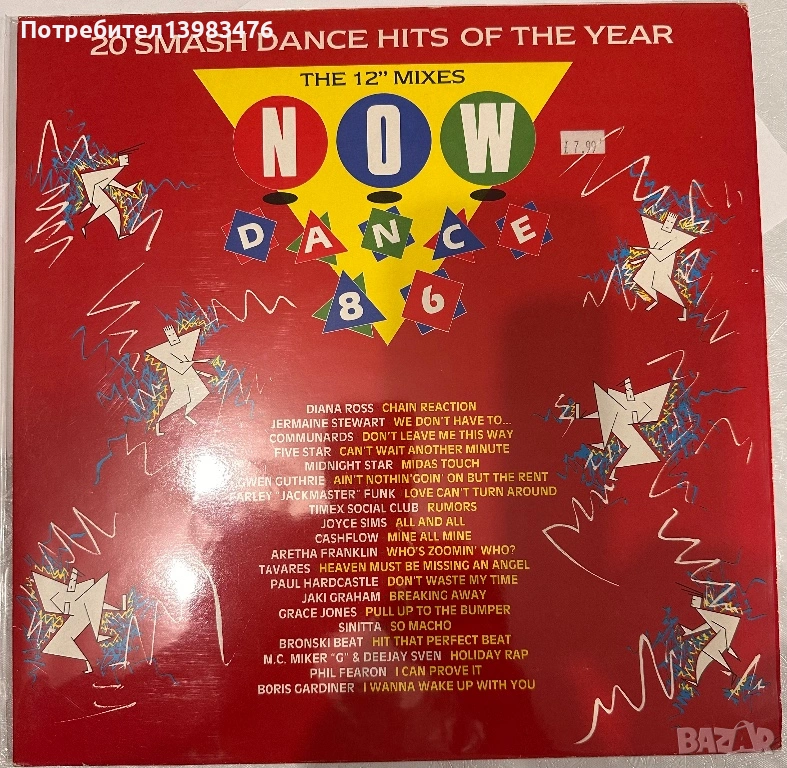 Потребител13983476
20 SMASH DANCE HITS OF THE YEAR
THE 12" MIXES
NOW
£7.99
DANCE
86
DIANA ROSS CHAIN REACTION
JERMAINE STEWART WE DON'T HAVE TO...
COMMUNARDS DON'T LEAVE ME THIS WAY
FIVE STAR CAN'T WAIT ANOTHER MINUTE
MIDNIGHT STAR MIDAS TOUCH
GWEN GUTHRIE AIN'T NOTHIN' GOIN' ON BUT THE RENT
FARLEY "JACKMASTER" FUNK LOVE CAN'T TURN AROUND
TIMEX SOCIAL CLUB RUMORS
JOYCE SIMS ALL AND ALL
CASHFLOW MINE ALL MINE
ARETHA FRANKLIN WHO'S ZOOMIN' WHO?
TAVARES HEAVEN MUST BE MISSING AN ANGEL
PAUL HARDCASTLE DON'T WASTE MY TIME
JAKI GRAHAM BREAKING AWAY
GRACE JONES PULL UP TO THE BUMPER
SINITTA SO MACHO
BRONSKI BEAT HIT THAT PERFECT BEAT
M.C. MIKER "G" & DEEJAY SVEN HOLIDAY RAP
PHIL FEARON I CAN PROVE IT
BORIS GARDINER I WANNA WAKE UP WITH YOU
BAZAR